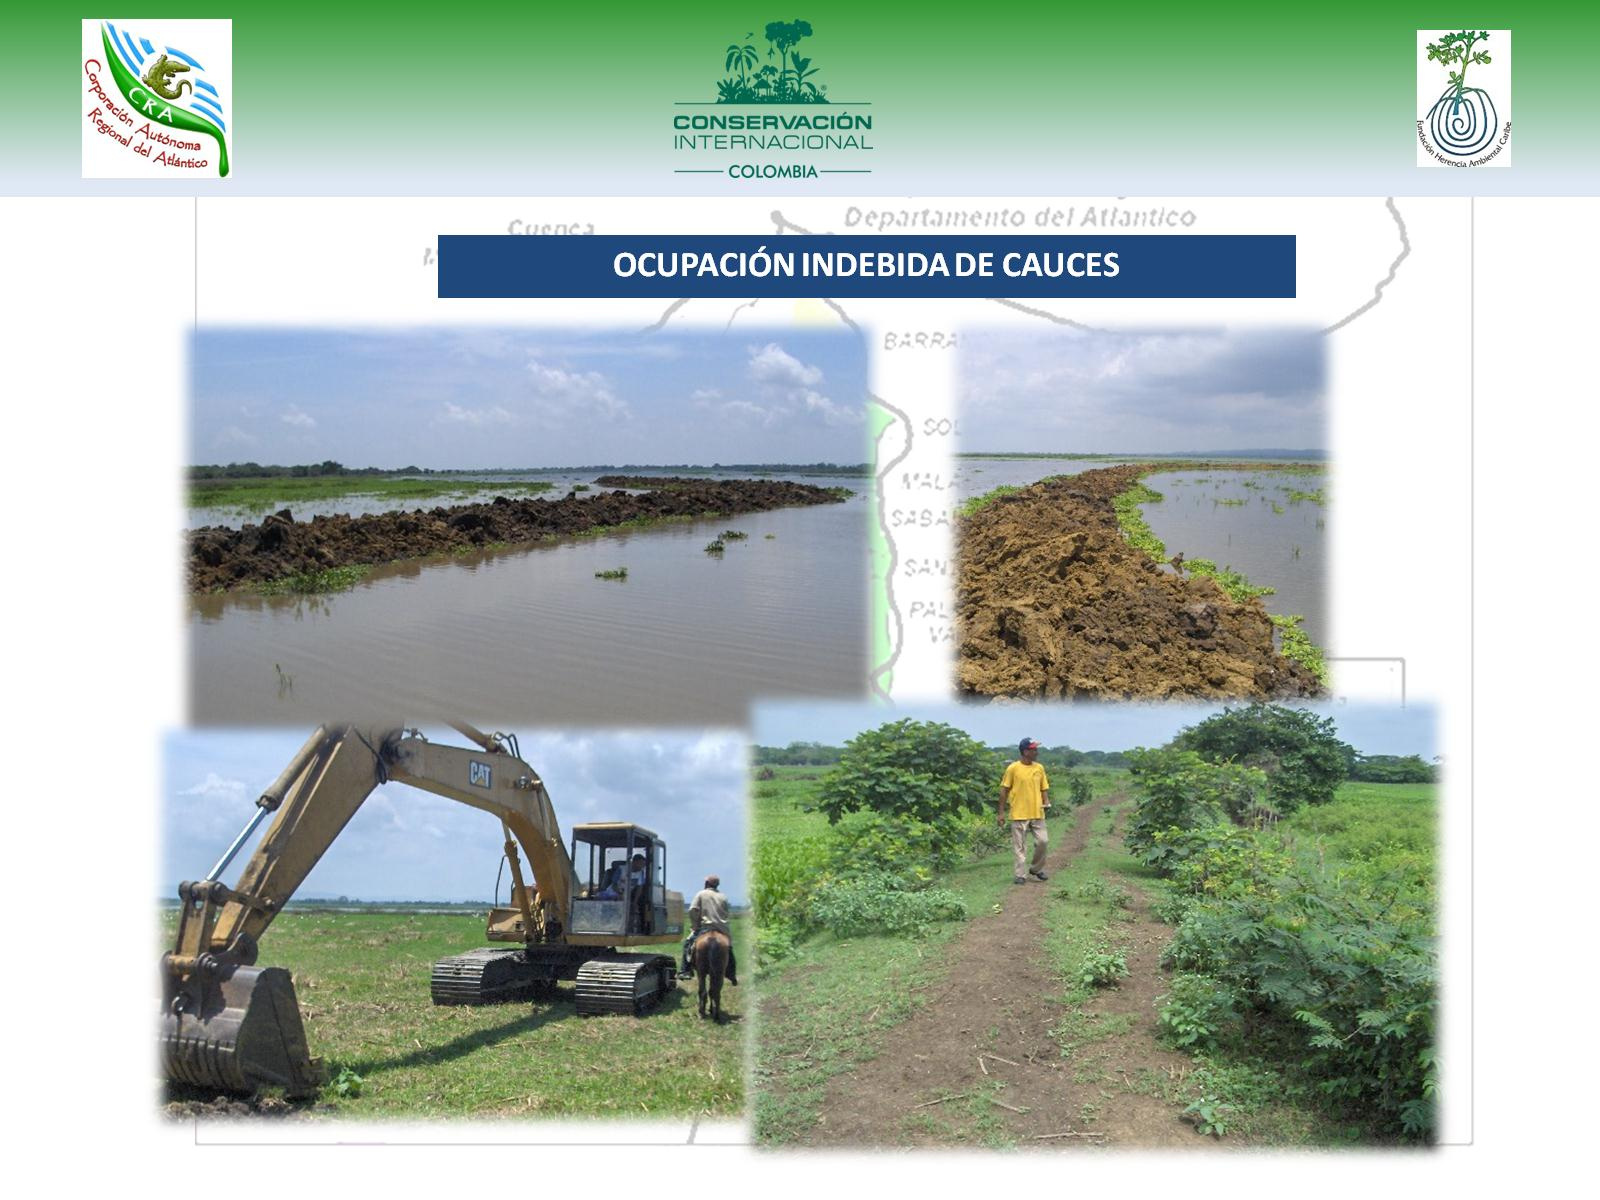 CRA
Corporación Autónoma
Regional del Atlántico
CONSERVACIÓN
INTERNACIONAL
COLOMBIA
Fundación Herencia Ambiental Caribe
Departamento del Atlantico
Cuenca
OCUPACIÓN INDEBIDA DE CAUCES
CAT